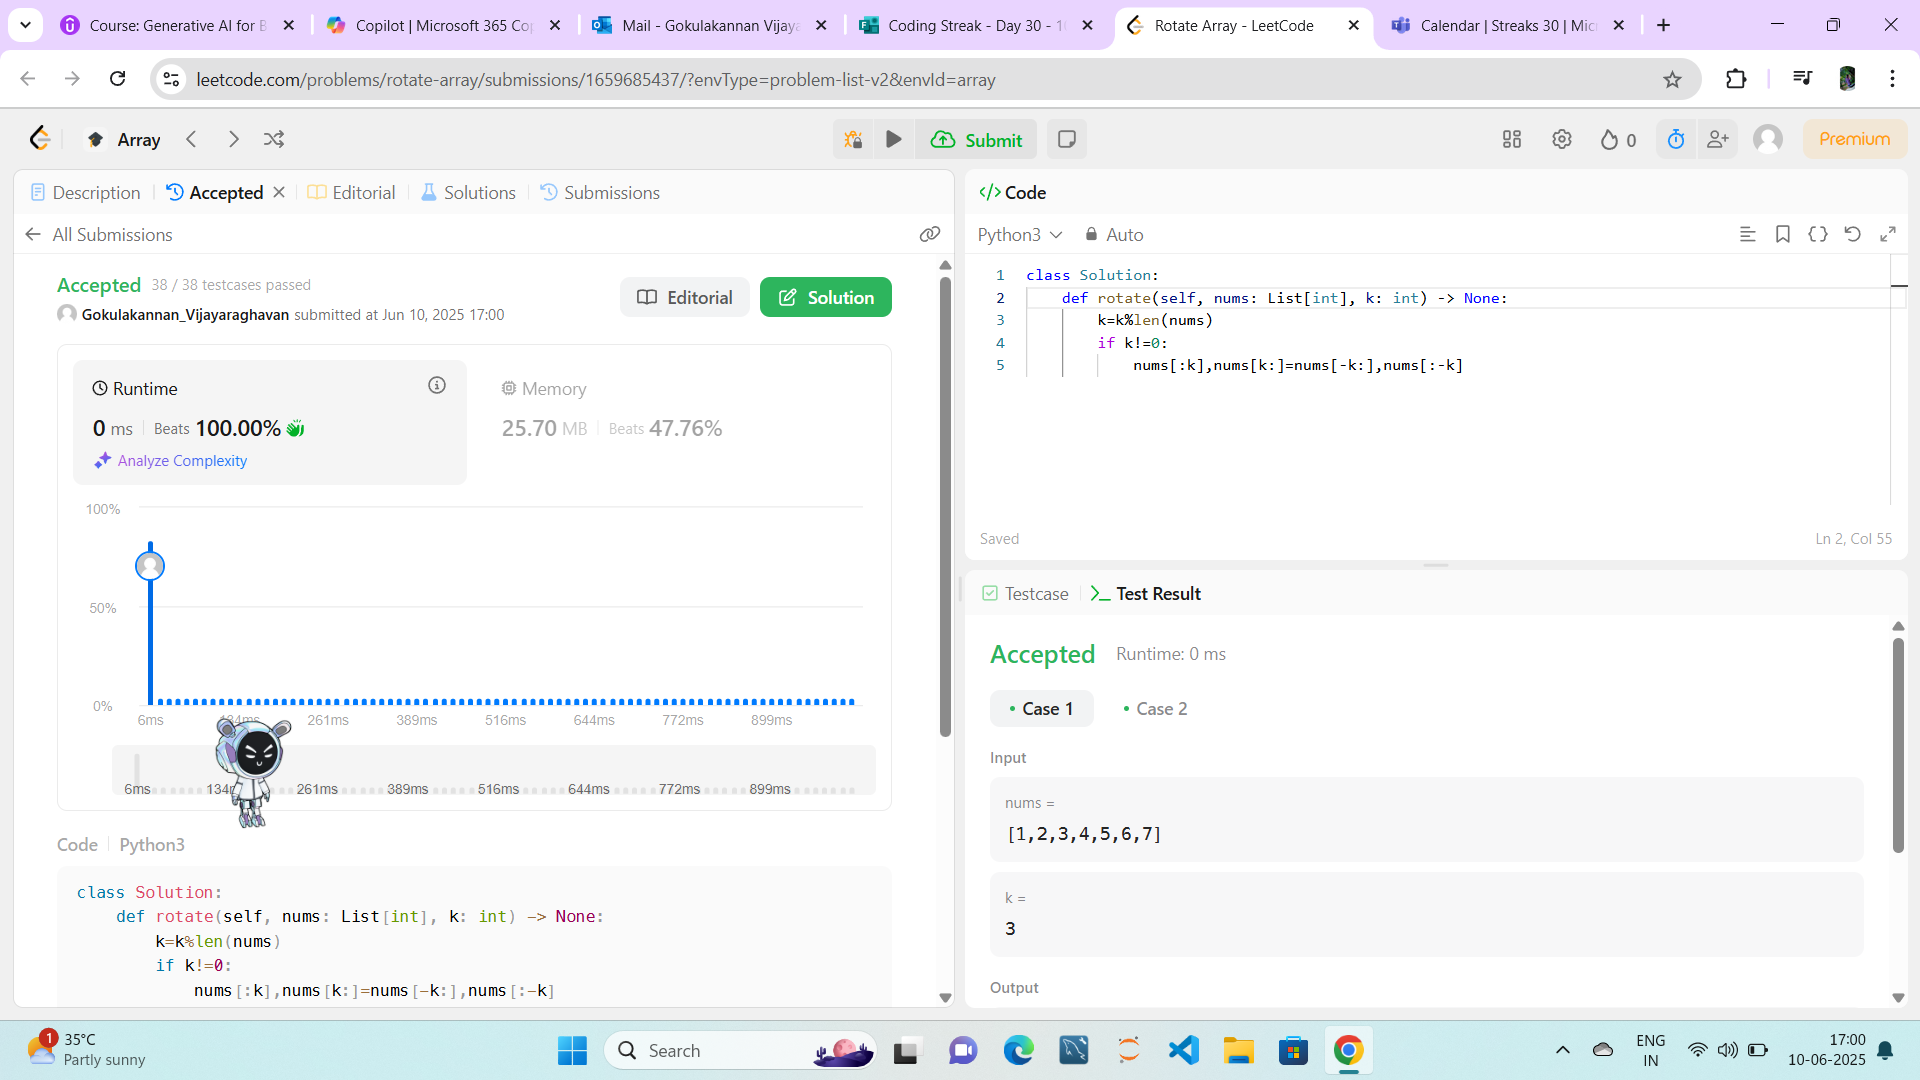 Course: Generative AI for B
Copilot | Microsoft 365 Cop
Mail - Gokulakannan Vijaya
Coding Streak - Day 30 - 10
Rotate Array - LeetCode
Calendar | Streaks 30 | Mic
leetcode.com/problems/rotate-array/submissions/1659685437/?envType=problem-list-v2&envId=array
Array
Submit
0
Premium
Description
Accepted
Editorial
Solutions
Submissions
All Submissions
Accepted 38 / 38 testcases passed
Gokulakannan_Vijayaraghavan submitted at Jun 10, 2025 17:00
Editorial
Solution
Runtime
0 ms Beats 100.00%
Analyze Complexity
Memory
25.70 MB Beats 47.76%
100%
50%
0%
6ms 134ms 261ms 389ms 516ms 644ms 772ms 899ms
6ms 134m 261ms 389ms 516ms 644ms 772ms 899ms
Code Python3
class Solution:
    def rotate(self, nums: List[int], k: int) -> None:
        k=k%len(nums)
        if k!=0:
            nums[:k],nums[k:]=nums[-k:],nums[:-k]
</> Code
Python3 Auto
1 class Solution:
2     def rotate(self, nums: List[int], k: int) -> None:
3         k=k%len(nums)
4         if k!=0:
5             nums[:k],nums[k:]=nums[-k:],nums[:-k]
Saved
Ln 2, Col 55
Testcase
Test Result
Accepted Runtime: 0 ms
Case 1
Case 2
Input
nums =
[1,2,3,4,5,6,7]
k =
3
Output
1
35°C
Partly sunny
Search
ENG
IN
17:00
10-06-2025